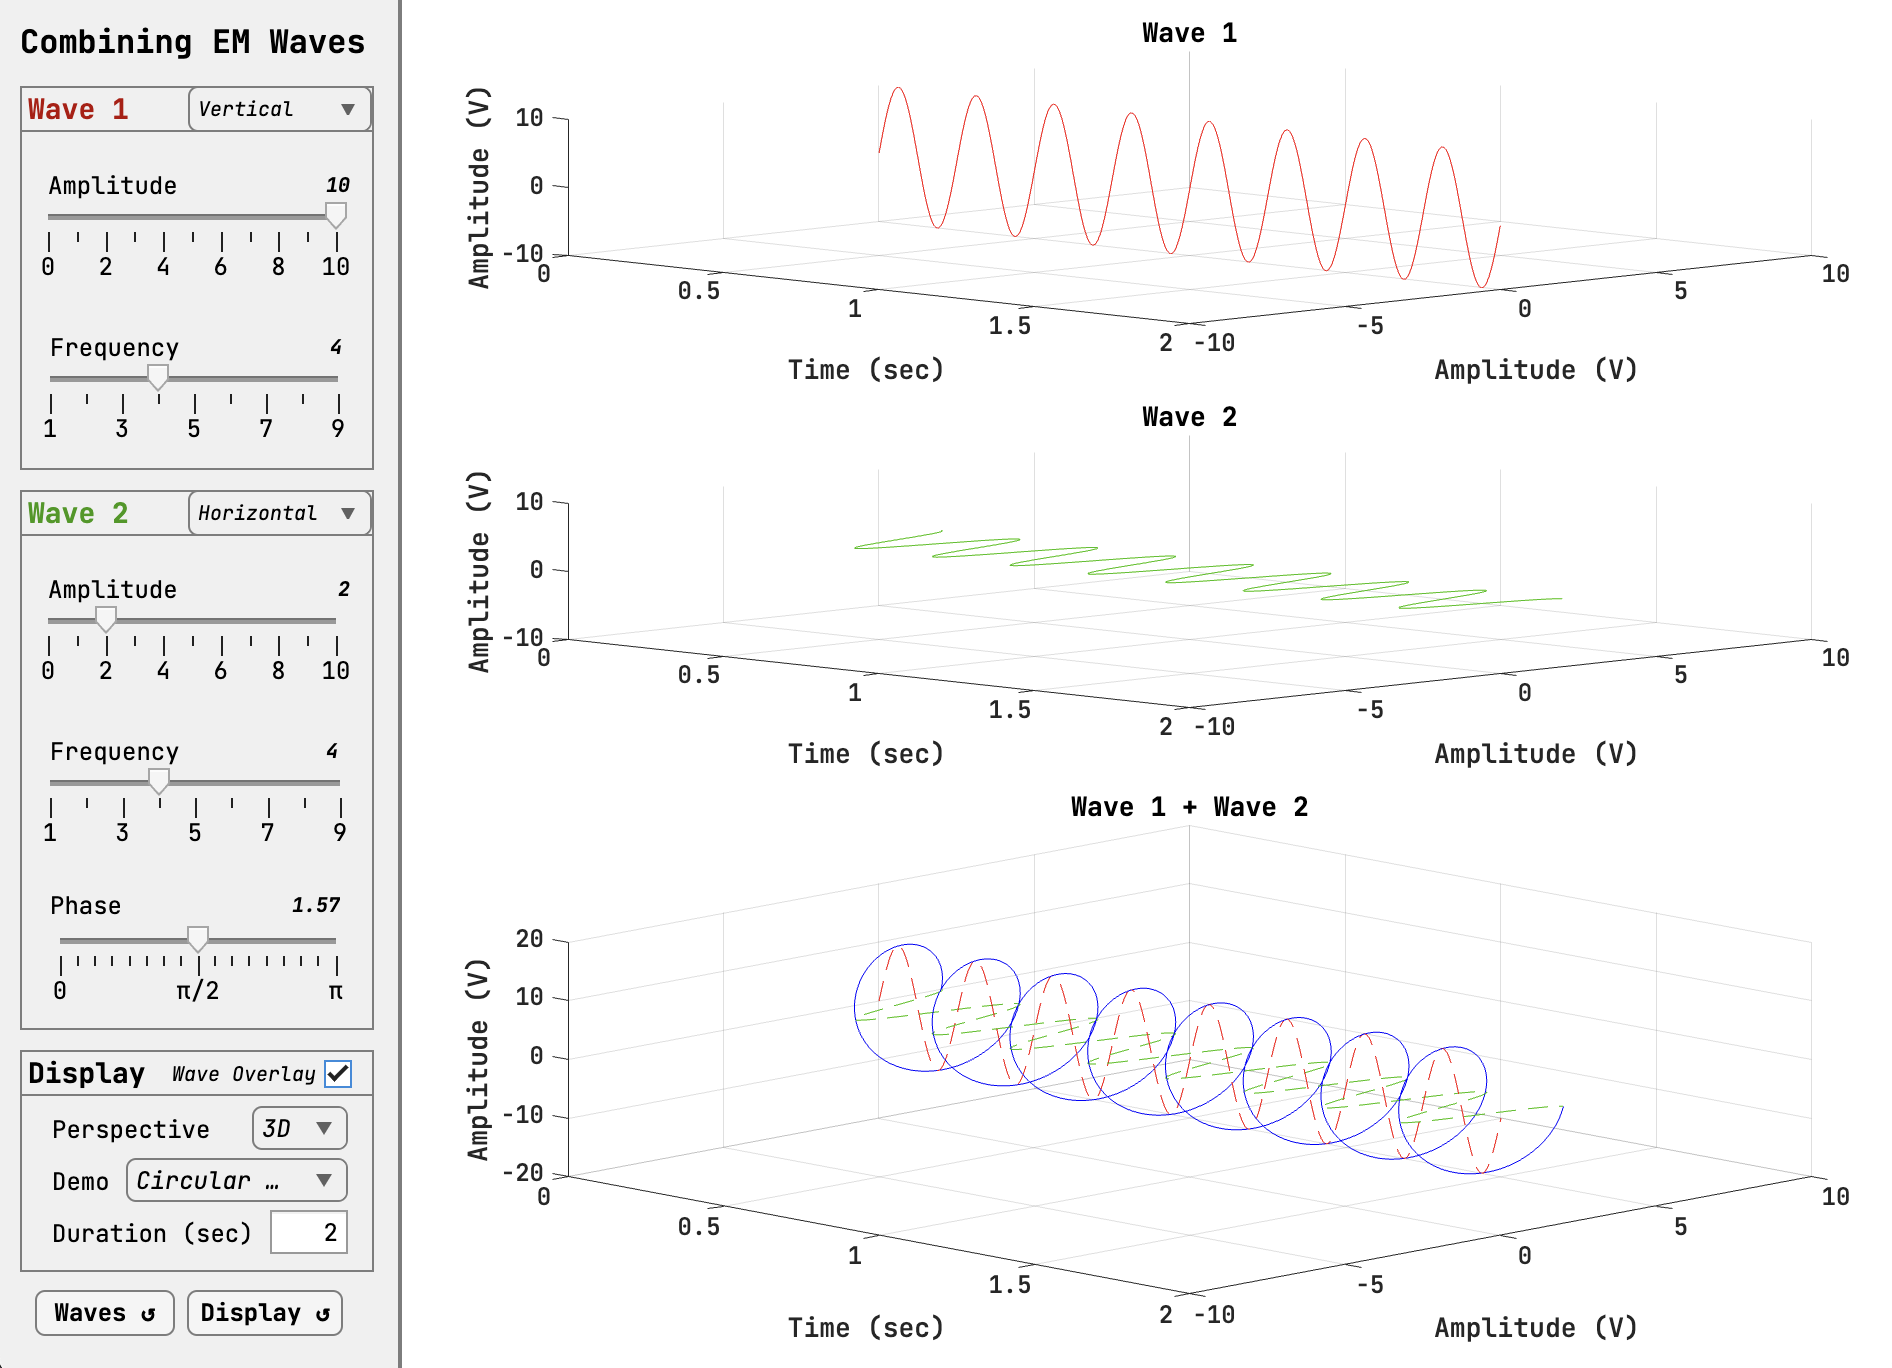 Combining EM Waves
Wave 1 Vertical
Amplitude 10
0 2 4 6 8 10
Frequency 4
1 3 5 7 9
Wave 2 Horizontal
Amplitude 2
0 2 4 6 8 10
Frequency 4
1 3 5 7 9
Phase 1.57
0 π/2 π
Display Wave Overlay
Perspective 3D
Demo Circular …
Duration (sec) 2
Waves ↺ Display ↺
Wave 1
Amplitude (V)
10
0
-10
0 0.5 1 1.5 2
Time (sec)
-10 -5 0 5 10
Amplitude (V)
Wave 2
Amplitude (V)
10
0
-10
0 0.5 1 1.5 2
Time (sec)
-10 -5 0 5 10
Amplitude (V)
Wave 1 + Wave 2
Amplitude (V)
20
10
0
-10
-20
0 0.5 1 1.5 2
Time (sec)
-10 -5 0 5 10
Amplitude (V)